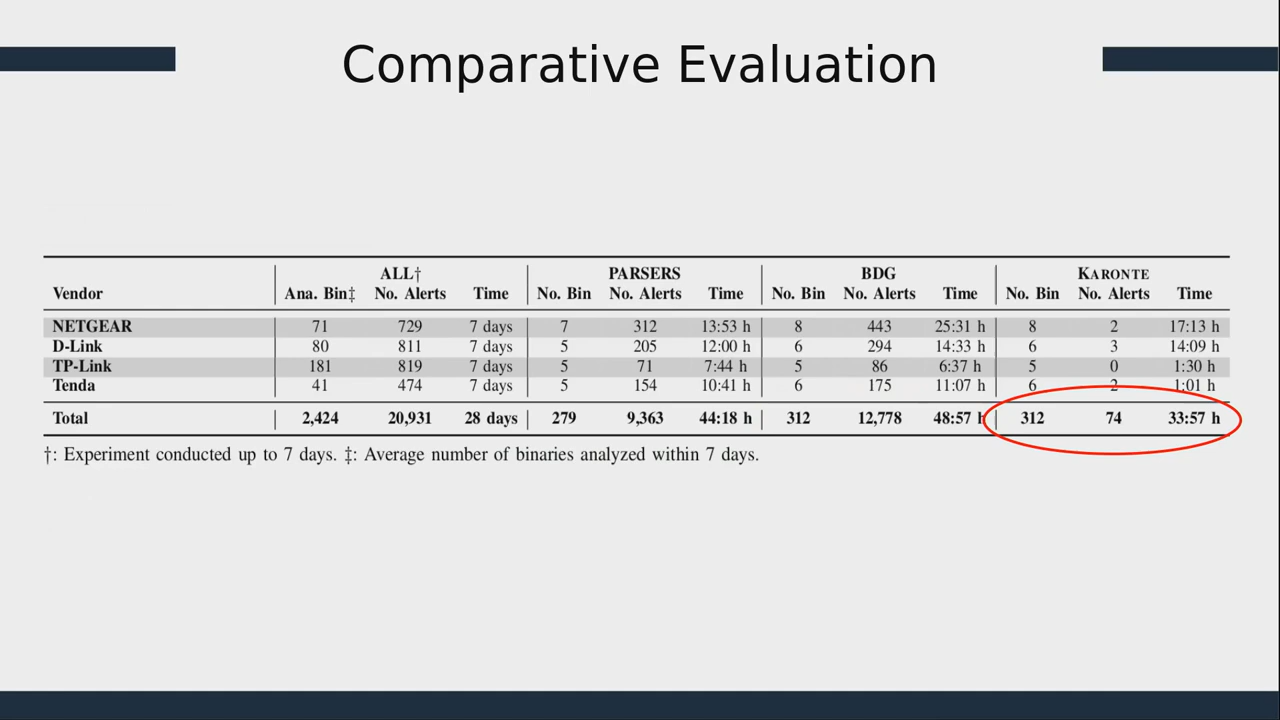 Comparative Evaluation
ALL† PARSERS BDG KARONTE
Vendor Ana. Bin‡ No. Alerts Time No. Bin No. Alerts Time No. Bin No. Alerts Time No. Bin No. Alerts Time
NETGEAR 71 729 7 days 7 312 13:53 h 8 443 25:31 h 8 2 17:13 h
D-Link 80 811 7 days 5 205 12:00 h 6 294 14:33 h 6 3 14:09 h
TP-Link 181 819 7 days 5 71 7:44 h 5 86 6:37 h 5 0 1:30 h
Tenda 41 474 7 days 5 154 10:41 h 6 175 11:07 h 6 2 1:01 h
Total 2,424 20,931 28 days 279 9,363 44:18 h 312 12,778 48:57 h 312 74 33:57 h
†: Experiment conducted up to 7 days. ‡: Average number of binaries analyzed within 7 days.